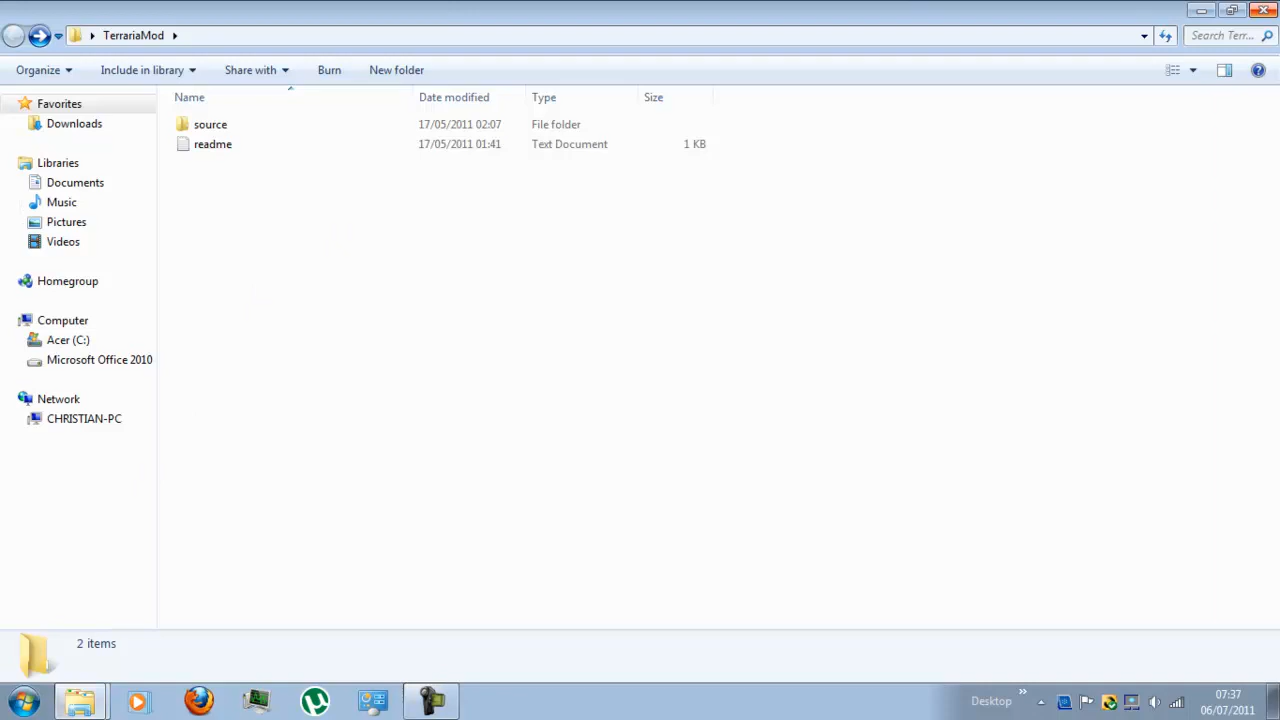 TerrariaMod
Search Terr...
Organize Include in library Share with Burn New folder
Name Date modified Type Size
source 17/05/2011 02:07 File folder
readme 17/05/2011 01:41 Text Document 1 KB
Favorites
Downloads
Libraries
Documents
Music
Pictures
Videos
Homegroup
Computer
Acer (C:)
Microsoft Office 2010
Network
CHRISTIAN-PC
2 items
Desktop
07:37
06/07/2011